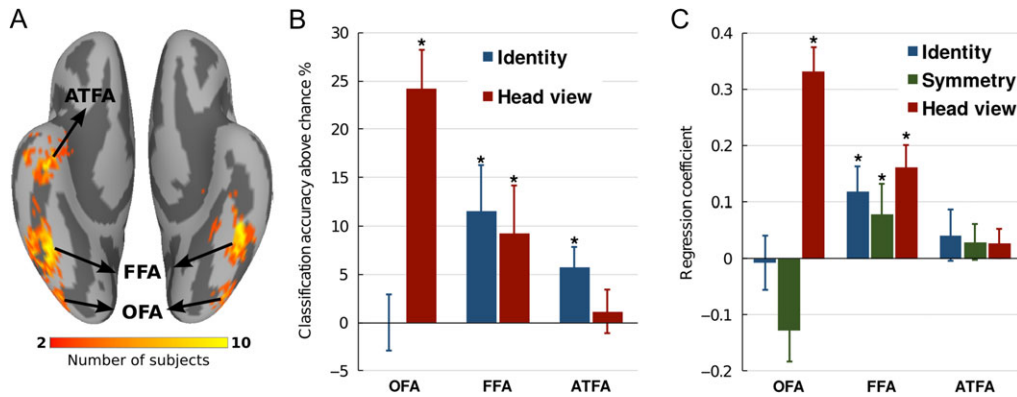 A
ATFA
FFA
OFA
2
10
Number of subjects
B
Classification accuracy above chance %
30
25
20
15
10
5
0
−5
*
*
*
*
Identity
Head view
OFA
FFA
ATFA
C
Regression coefficient
0.4
0.3
0.2
0.1
0
−0.1
−0.2
*
*
*
*
Identity
Symmetry
Head view
OFA
FFA
ATFA